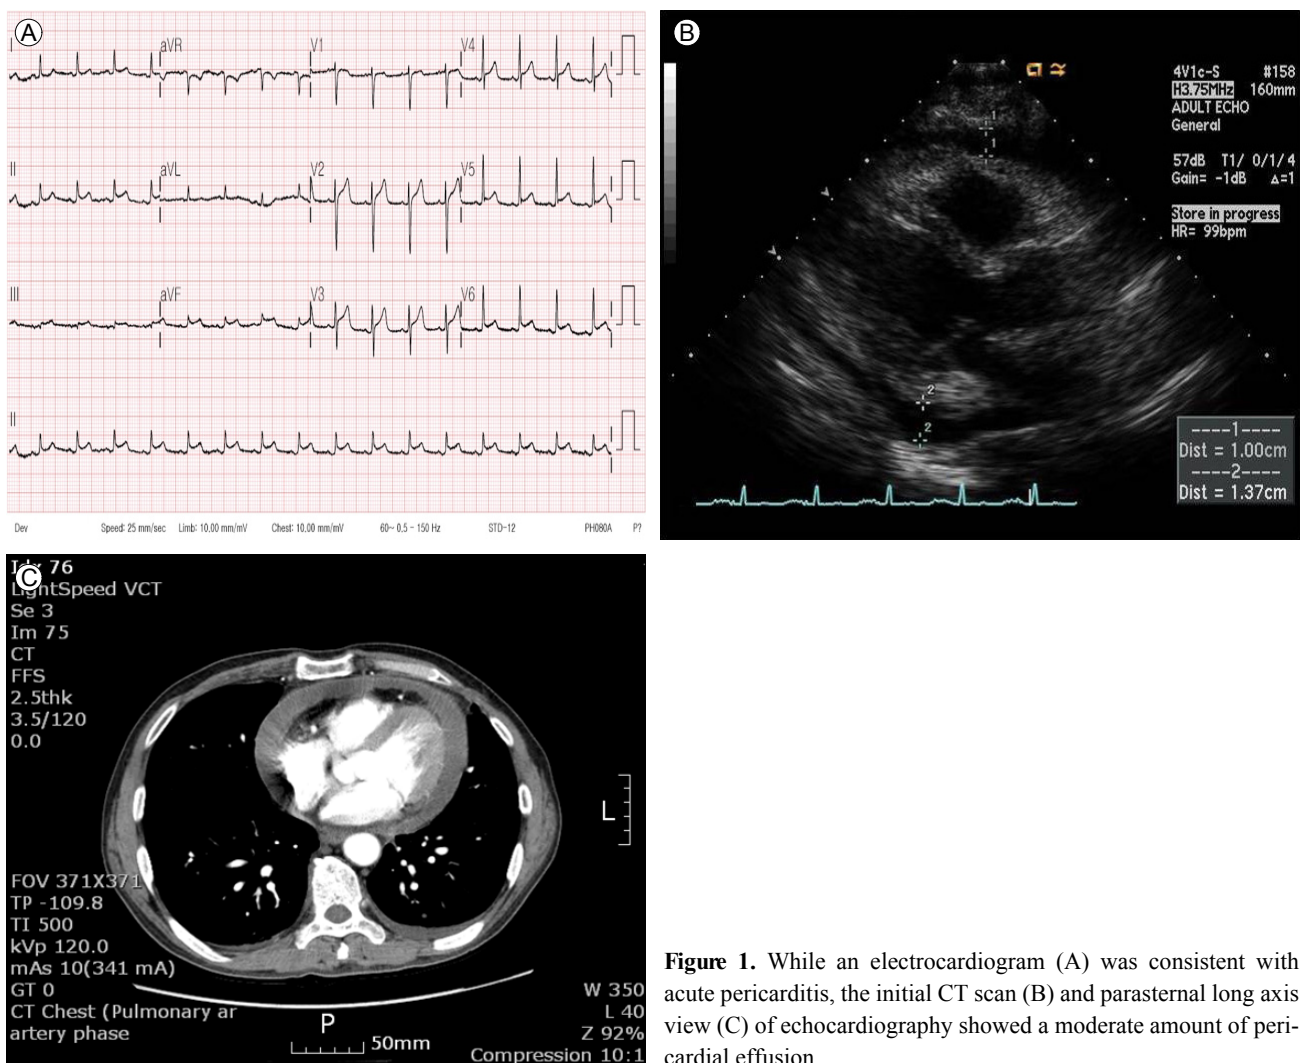 A
I
aVR
V1
V4
II
aVL
V2
V5
III
aVF
V3
V6
II
Dev Speed: 25 mm/sec Limb: 10.00 mm/mV Chest: 10.00 mm/mV 60~ 0.5 - 150 Hz STD-12 PH080A P?
B
4V1c-S #158
H3.75MHz 160mm
ADULT ECHO
General
57dB T1/ 0/1/4
Gain= -1dB Δ=1
Store in progress
HR= 99bpm
1
1
2
2
----1----
Dist = 1.00cm
----2----
Dist = 1.37cm
C
76
LightSpeed VCT
Se 3
Im 75
CT
FFS
2.5thk
3.5/120
0.0
L
FOV 371X371
TP -109.8
TI 500
kVp 120.0
mAs 10(341 mA)
GT 0
CT Chest (Pulmonary ar
artery phase
P
50mm
W 350
L 40
Z 92%
Compression 10:1
Figure 1. While an electrocardiogram (A) was consistent with
acute pericarditis, the initial CT scan (B) and parasternal long axis
view (C) of echocardiography showed a moderate amount of peri-
cardial effusion